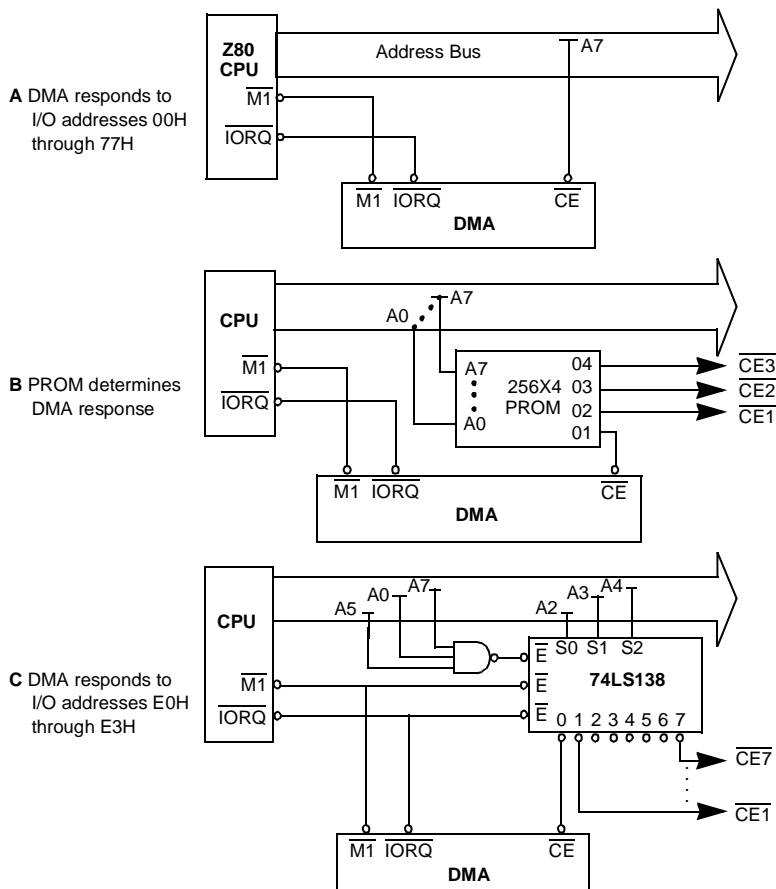 Z80
CPU
Address Bus
A7
A DMA responds to
I/O addresses 00H
through 77H
M1
IORQ
M1 IORQ CE
DMA
CPU
A0
A7
B PROM determines
DMA response
M1
IORQ
A7
A0
256X4
PROM
04
03
02
01
CE3
CE2
CE1
M1 IORQ CE
DMA
CPU
A5
A0
A7
A2
A3
A4
C DMA responds to
I/O addresses E0H
through E3H
M1
IORQ
E
E
E
S0 S1 S2
74LS138
0 1 2 3 4 5 6 7
CE7
CE1
M1 IORQ CE
DMA